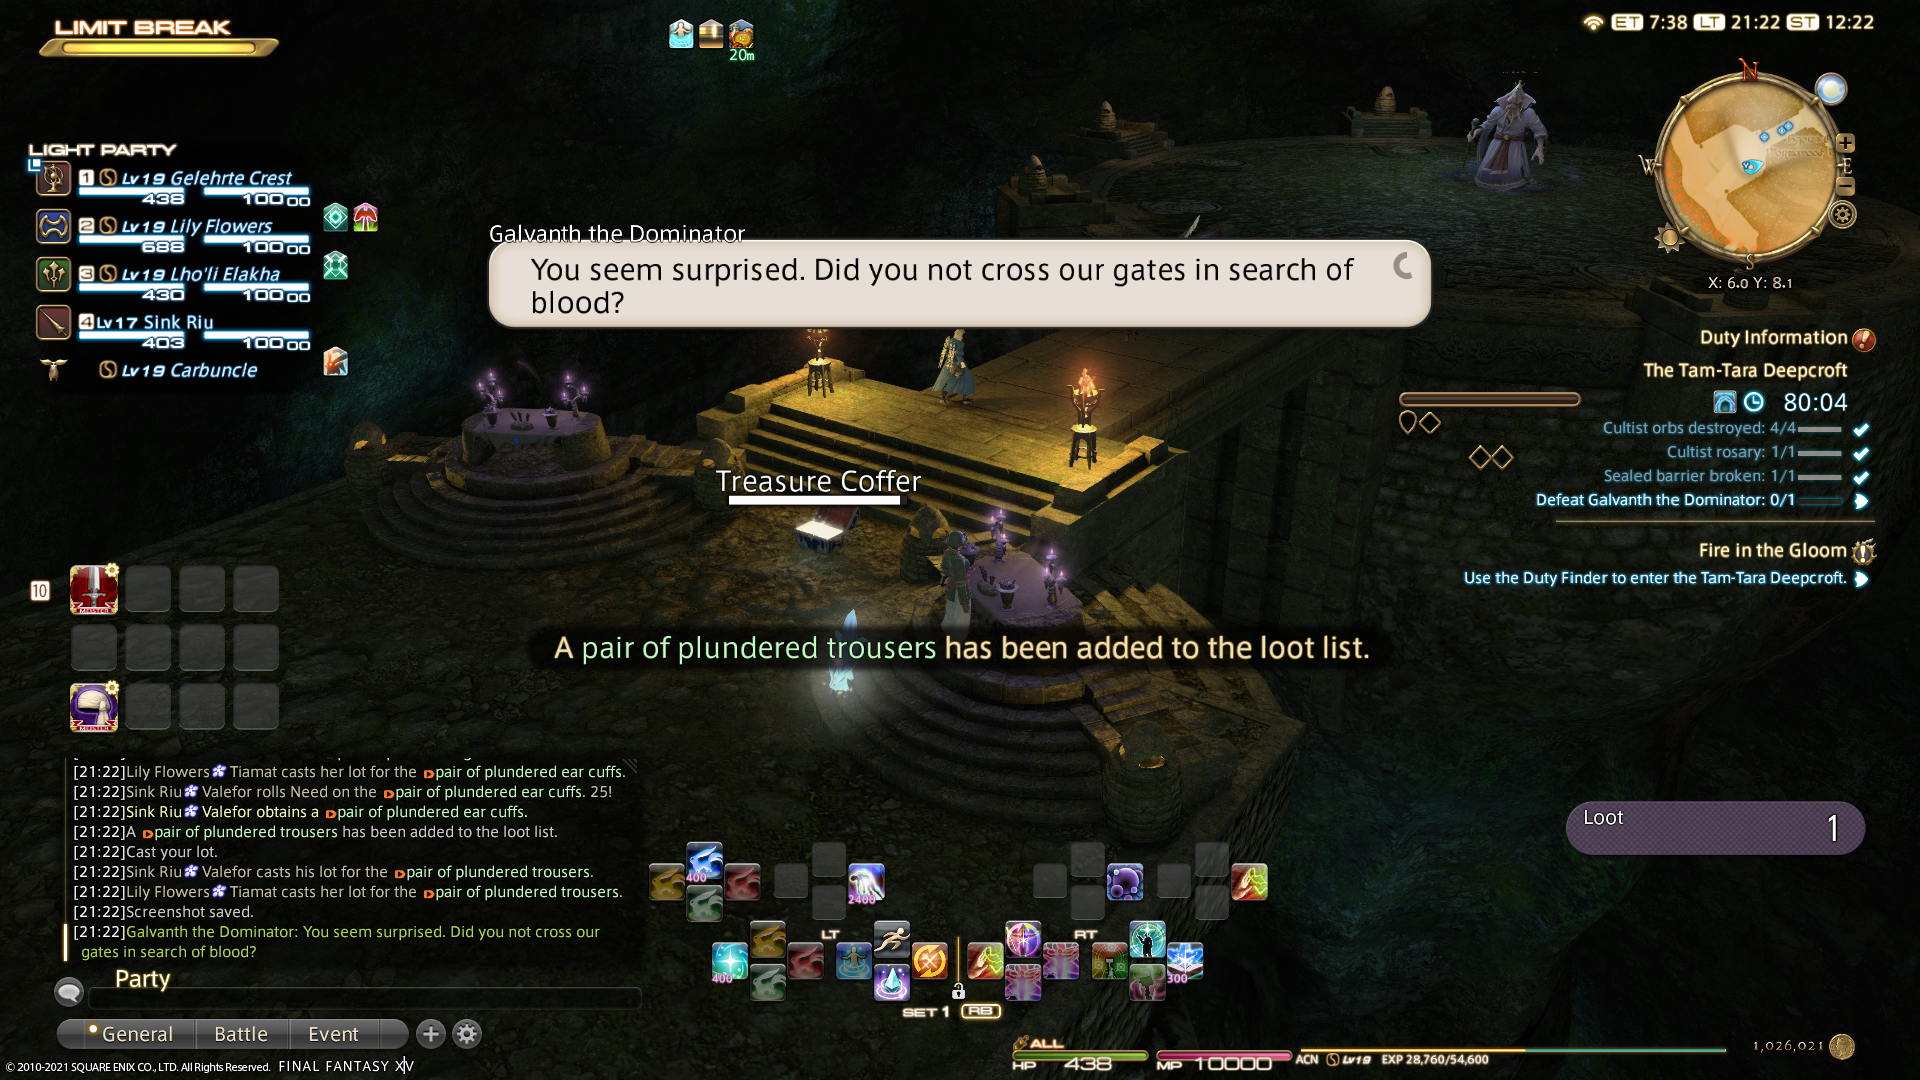 LIMIT BREAK
20m
ET 7:38 LT 21:22 ST 12:22
N
W
E
S
X: 6.0 Y: 8.1
LIGHT PARTY
1 Lv19 Gelehrte Crest
438 10000
2 Lv19 Lily Flowers
688 10000
3 Lv19 Lho'li Elakha
430 10000
4 Lv17 Sink Riu
403 10000
Lv19 Carbuncle
Galvanth the Dominator
You seem surprised. Did you not cross our gates in search of
blood?
Duty Information
The Tam-Tara Deepcroft
80:04
Cultist orbs destroyed: 4/4
Cultist rosary: 1/1
Sealed barrier broken: 1/1
Defeat Galvanth the Dominator: 0/1
Fire in the Gloom
Use the Duty Finder to enter the Tam-Tara Deepcroft.
Treasure Coffer
10
MEISTER
MEISTER
A pair of plundered trousers has been added to the loot list.
[21:22]Lily Flowers Tiamat casts her lot for the pair of plundered ear cuffs.
[21:22]Sink Riu Valefor rolls Need on the pair of plundered ear cuffs. 25!
[21:22]Sink Riu Valefor obtains a pair of plundered ear cuffs.
[21:22]A pair of plundered trousers has been added to the loot list.
[21:22]Cast your lot.
[21:22]Sink Riu Valefor casts his lot for the pair of plundered trousers.
[21:22]Lily Flowers Tiamat casts her lot for the pair of plundered trousers.
[21:22]Screenshot saved.
[21:22]Galvanth the Dominator: You seem surprised. Did you not cross our
gates in search of blood?
Party
General Battle Event
Loot 1
400
2400
LT
RT
400
300
SET 1 RB
ALL
HP 438 MP 10000 ACN Lv19 EXP 28,760/54,600
1,026,021
© 2010-2021 SQUARE ENIX CO., LTD. All Rights Reserved. FINAL FANTASY XIV